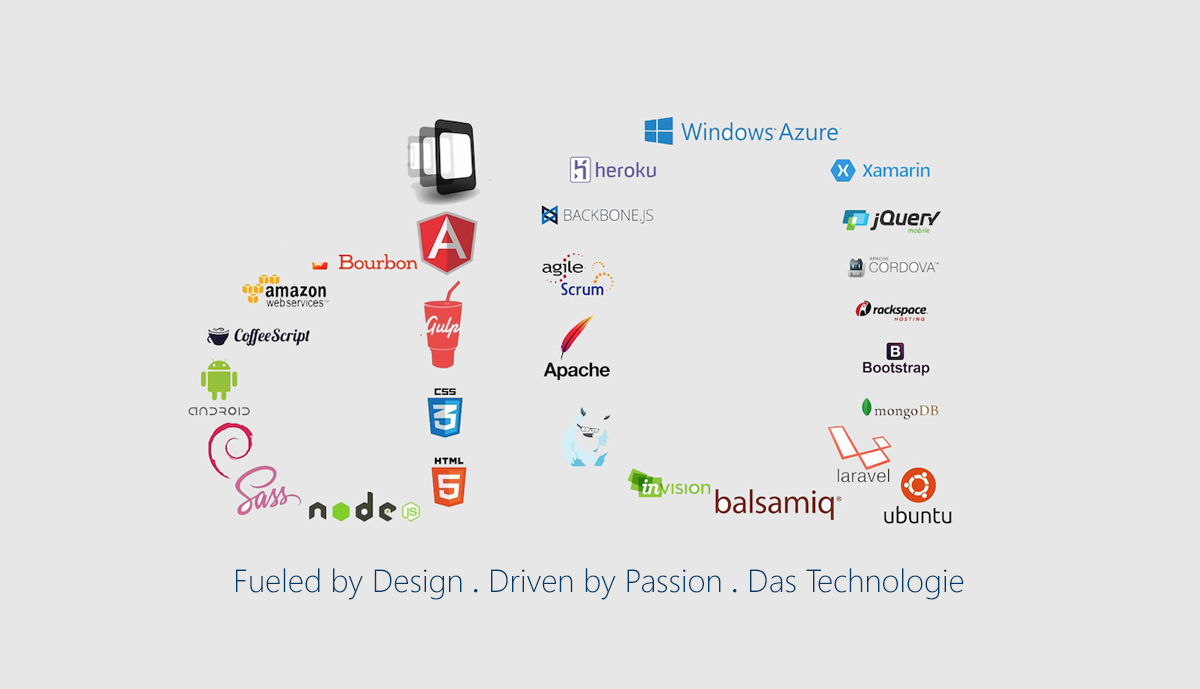 Windows Azure
heroku
Xamarin
BACKBONE.JS
jQuery
mobile
Bourbon
agile
Scrum
APACHE
CORDOVA™
amazon
webservices™
Gulp
rackspace
HOSTING
CoffeeScript
Apache
B
Bootstrap
ANDROID
CSS
3
mongoDB
HTML
5
Sass
node
JS
invision
balsamiq®
laravel
ubuntu
Fueled by Design . Driven by Passion . Das Technologie